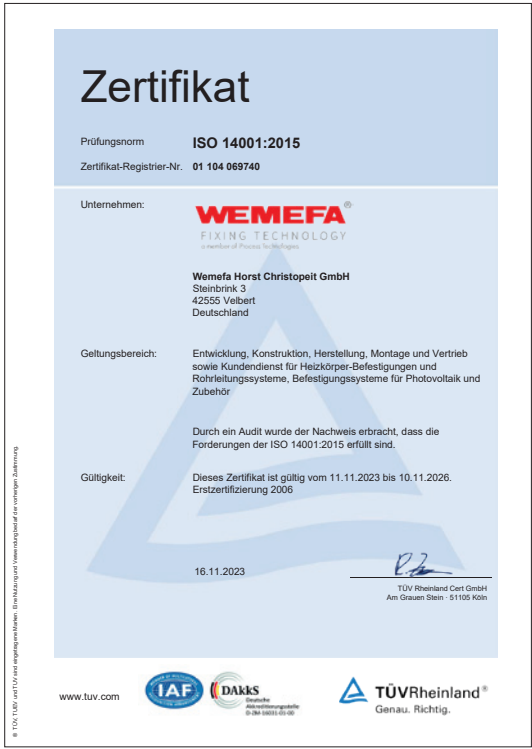 Zertifikat
Prüfungsnorm ISO 14001:2015
Zertifikat-Registrier-Nr. 01 104 069740
Unternehmen:
WEMEFA®
FIXING TECHNOLOGY
a member of Process Technologies
Wemefa Horst Christopeit GmbH
Steinbrink 3
42555 Velbert
Deutschland
Geltungsbereich: Entwicklung, Konstruktion, Herstellung, Montage und Vertrieb
sowie Kundendienst für Heizkörper-Befestigungen und
Rohrleitungssysteme, Befestigungssysteme für Photovoltaik und
Zubehör
Durch ein Audit wurde der Nachweis erbracht, dass die
Forderungen der ISO 14001:2015 erfüllt sind.
Gültigkeit: Dieses Zertifikat ist gültig vom 11.11.2023 bis 10.11.2026.
Erstzertifizierung 2006
16.11.2023
TÜV Rheinland Cert GmbH
Am Grauen Stein · 51105 Köln
® TÜV, TUEV und TUV sind eingetragene Marken. Eine Nutzung und Verwendung bedarf der vorherigen Zustimmung.
www.tuv.com
IAF
DAkkS
Deutsche
Akkreditierungsstelle
D-ZM-16031-01-00
TÜVRheinland®
Genau. Richtig.